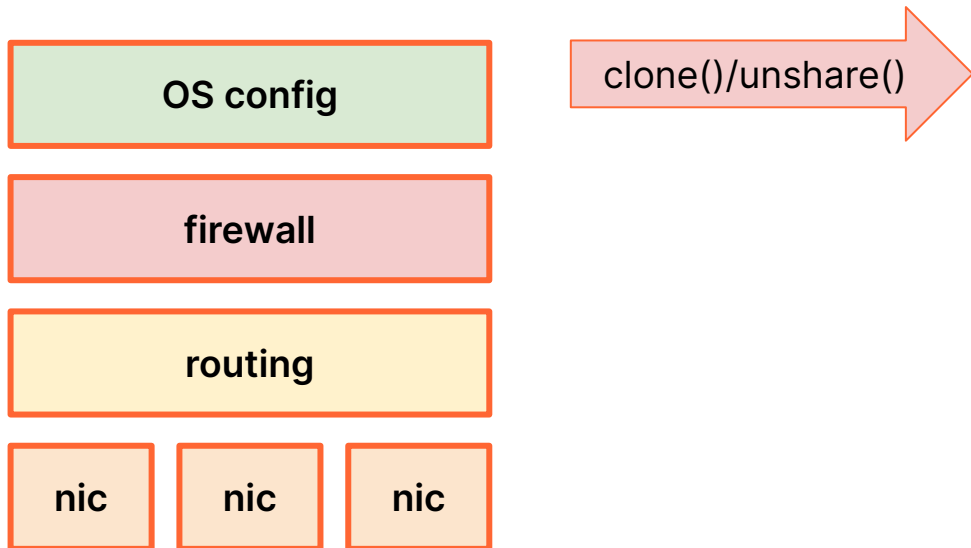 OS config
clone()/unshare()
firewall
routing
nic
nic
nic